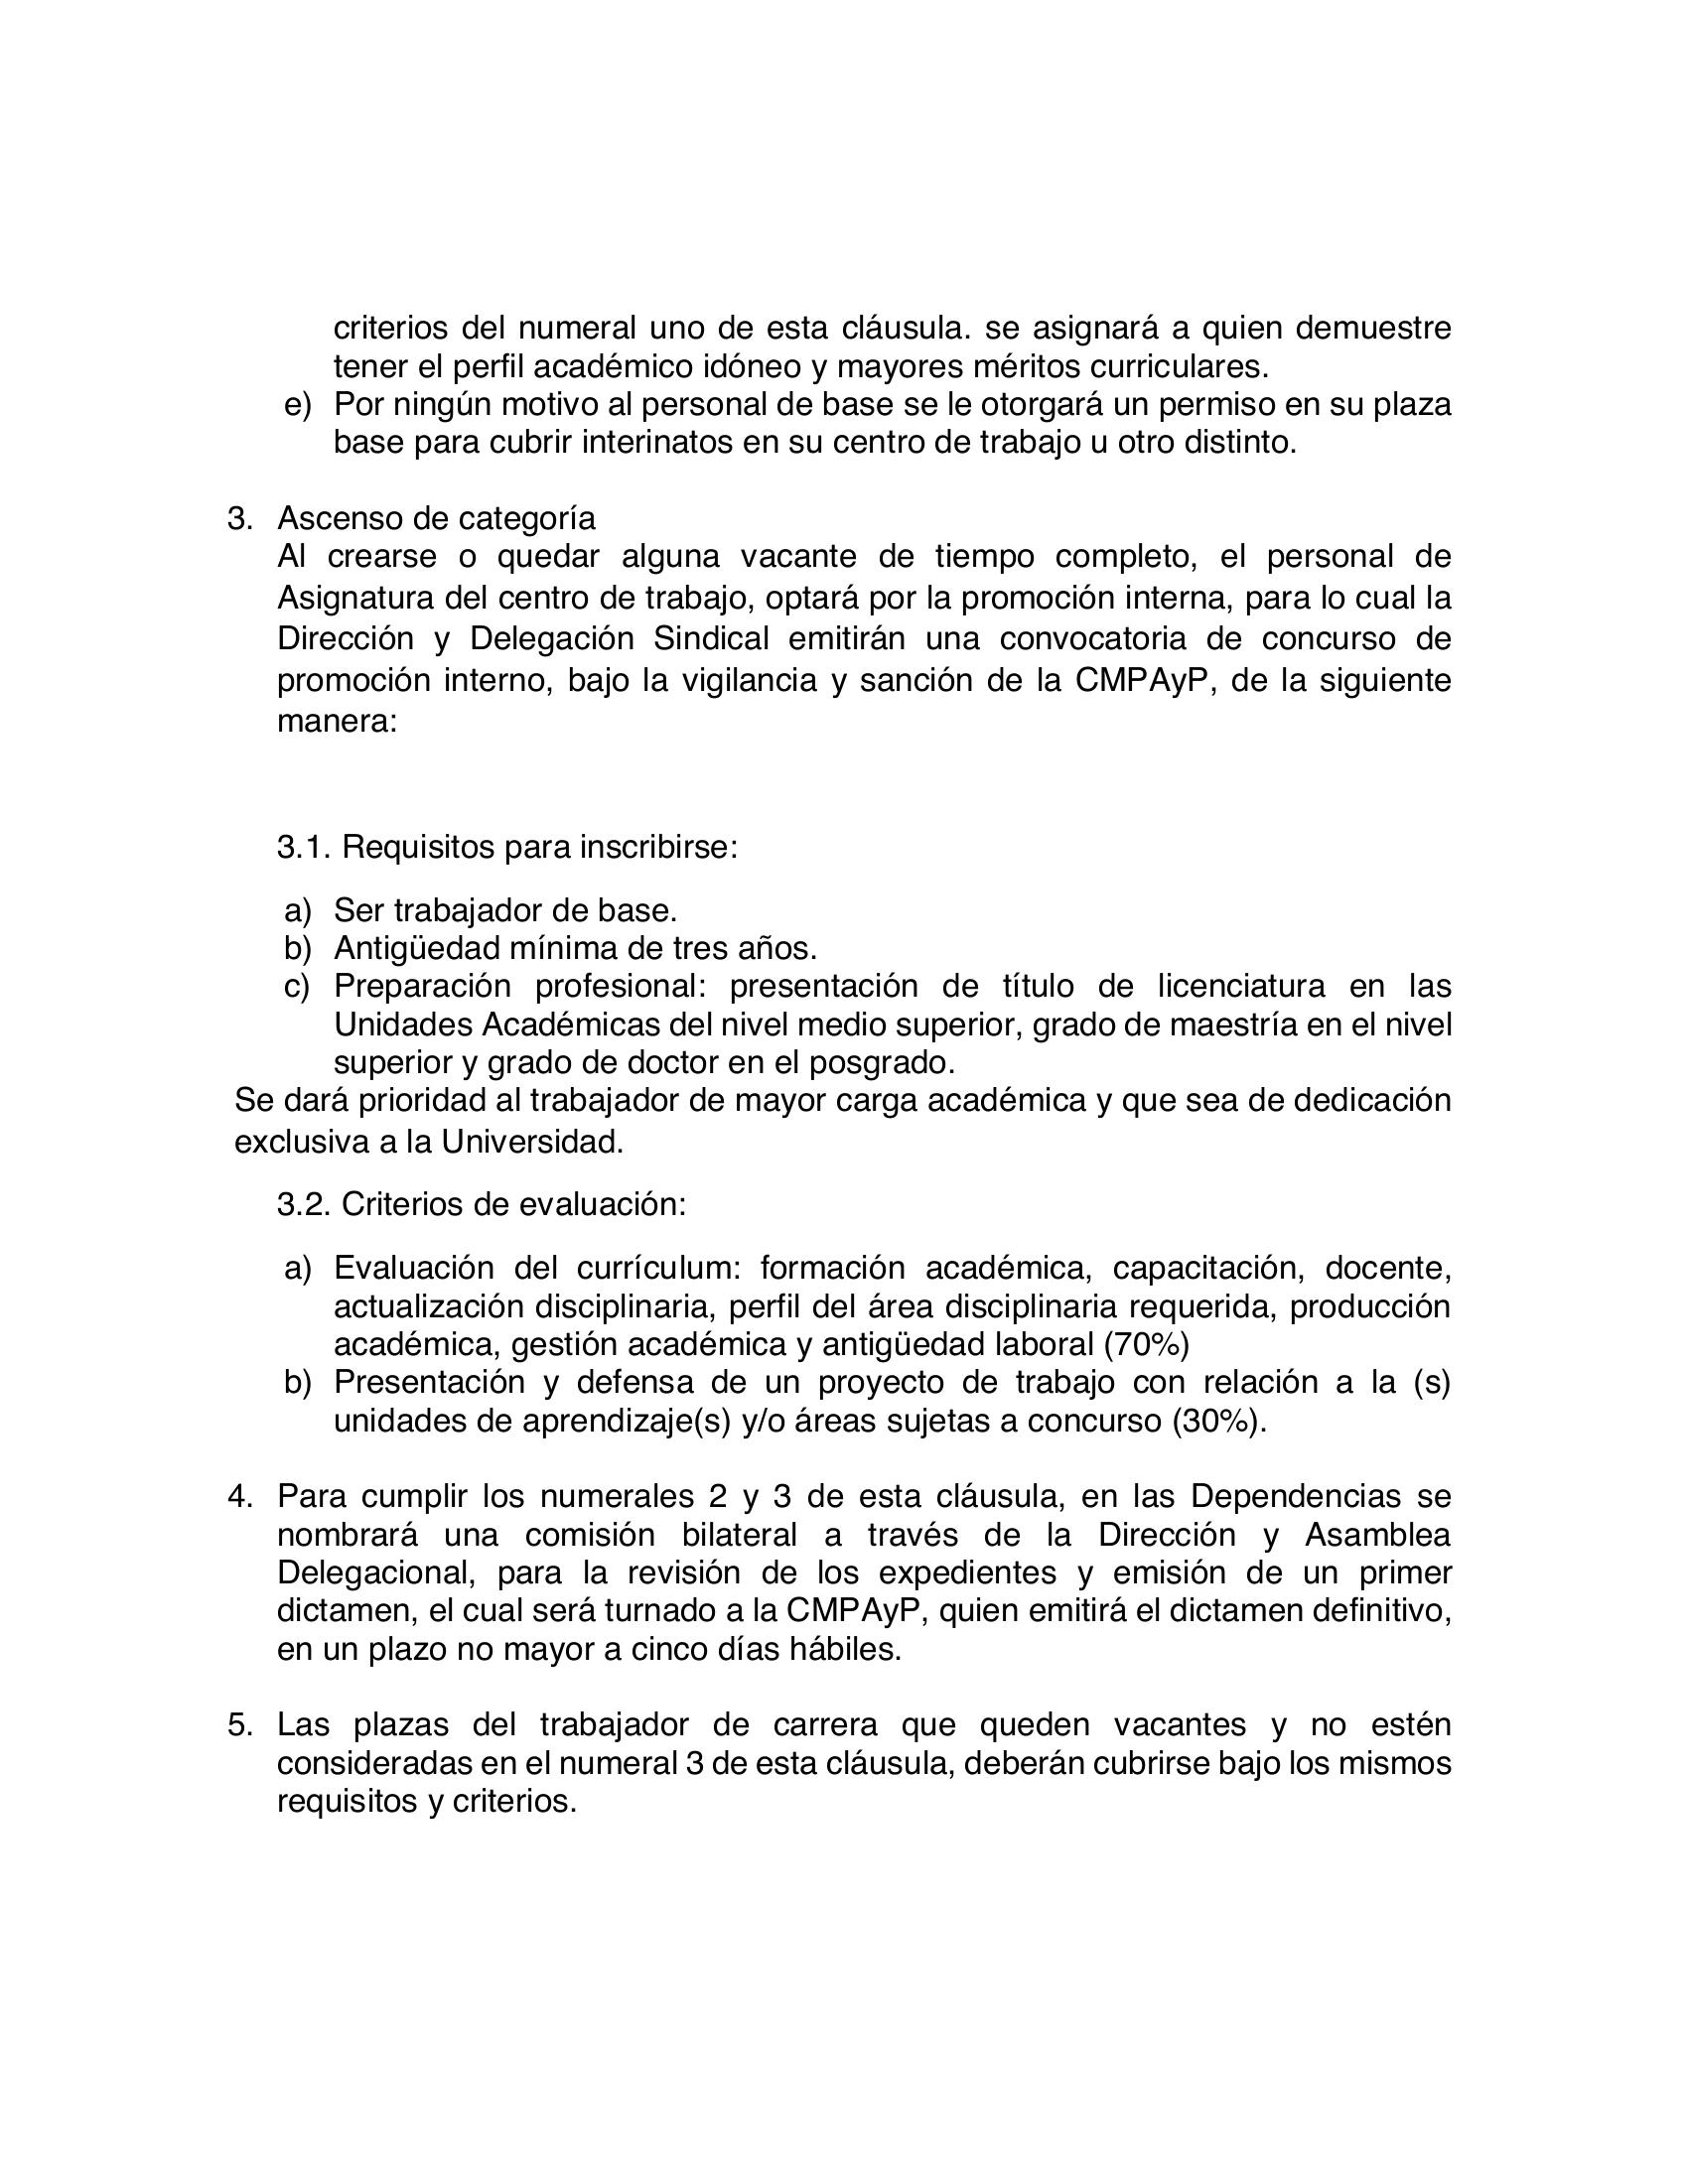 criterios del numeral uno de esta cláusula. se asignará a quien demuestre
tener el perfil académico idóneo y mayores méritos curriculares.
e) Por ningún motivo al personal de base se le otorgará un permiso en su plaza
base para cubrir interinatos en su centro de trabajo u otro distinto.
3. Ascenso de categoría
Al crearse o quedar alguna vacante de tiempo completo, el personal de
Asignatura del centro de trabajo, optará por la promoción interna, para lo cual la
Dirección y Delegación Sindical emitirán una convocatoria de concurso de
promoción interno, bajo la vigilancia y sanción de la CMPAyP, de la siguiente
manera:
3.1. Requisitos para inscribirse:
a) Ser trabajador de base.
b) Antigüedad mínima de tres años.
c) Preparación profesional: presentación de título de licenciatura en las
Unidades Académicas del nivel medio superior, grado de maestría en el nivel
superior y grado de doctor en el posgrado.
Se dará prioridad al trabajador de mayor carga académica y que sea de dedicación
exclusiva a la Universidad.
3.2. Criterios de evaluación:
a) Evaluación del currículum: formación académica, capacitación, docente,
actualización disciplinaria, perfil del área disciplinaria requerida, producción
académica, gestión académica y antigüedad laboral (70%)
b) Presentación y defensa de un proyecto de trabajo con relación a la (s)
unidades de aprendizaje(s) y/o áreas sujetas a concurso (30%).
4. Para cumplir los numerales 2 y 3 de esta cláusula, en las Dependencias se
nombrará una comisión bilateral a través de la Dirección y Asamblea
Delegacional, para la revisión de los expedientes y emisión de un primer
dictamen, el cual será turnado a la CMPAyP, quien emitirá el dictamen definitivo,
en un plazo no mayor a cinco días hábiles.
5. Las plazas del trabajador de carrera que queden vacantes y no estén
consideradas en el numeral 3 de esta cláusula, deberán cubrirse bajo los mismos
requisitos y criterios.